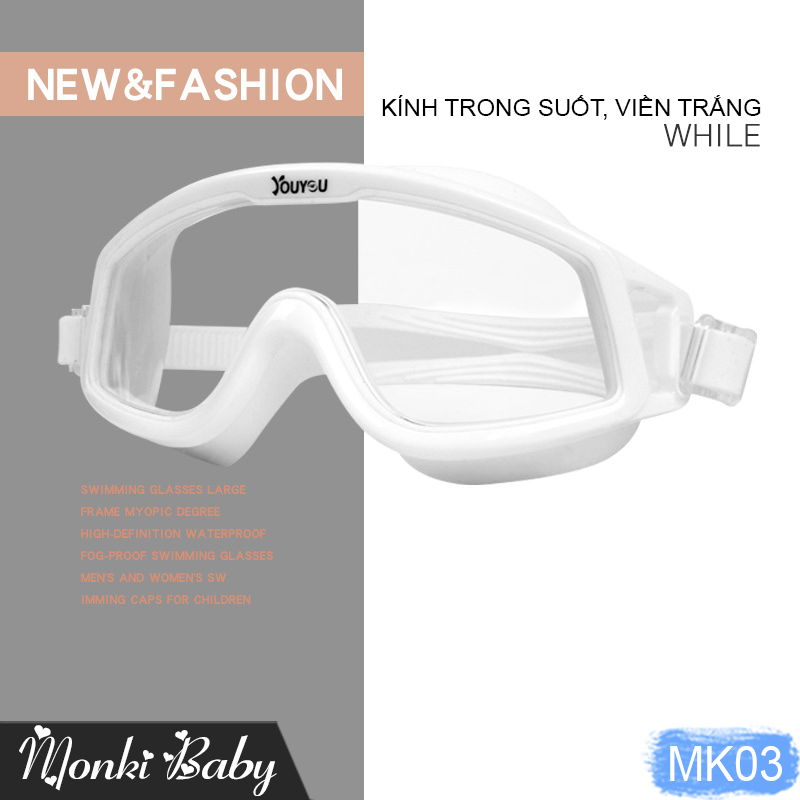 NEW&FASHION
KÍNH TRONG SUỐT, VIỀN TRẮNG
WHILE
YOUYOU
SWIMMING GLASSES LARGE
FRAME MYOPIC DEGREE
HIGH-DEFINITION WATERPROOF
FOG-PROOF SWIMMING GLASSES
MEN'S AND WOMEN'S SW
IMMING CAPS FOR CHILDREN
Monki Baby
MK03